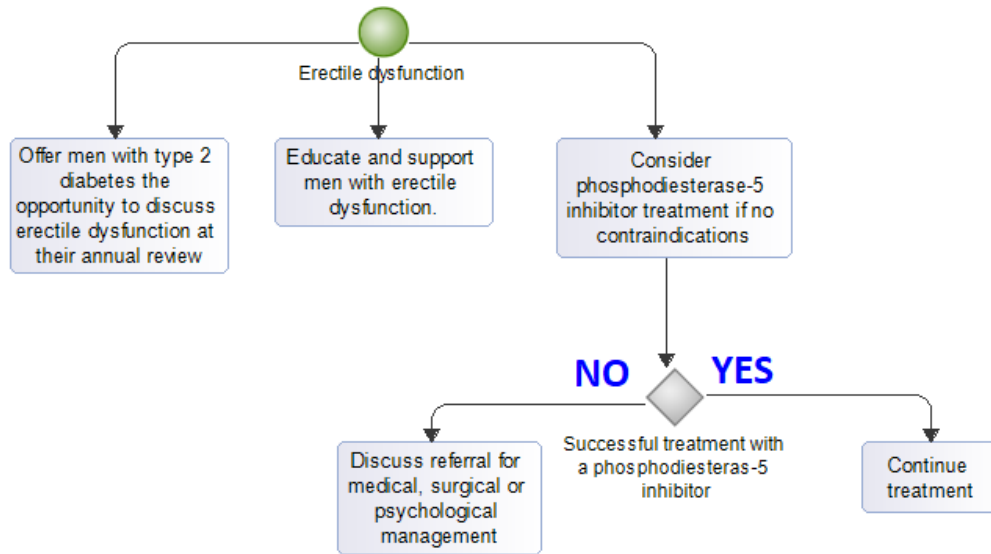 Erectile dysfunction
Offer men with type 2
diabetes the
opportunity to discuss
erectile dysfunction at
their annual review
Educate and support
men with erectile
dysfunction.
Consider
phosphodiesterase-5
inhibitor treatment if no
contraindications
NO
YES
Successful treatment with
a phosphodiesteras-5
inhibitor
Discuss referral for
medical, surgical or
psychological
management
Continue
treatment